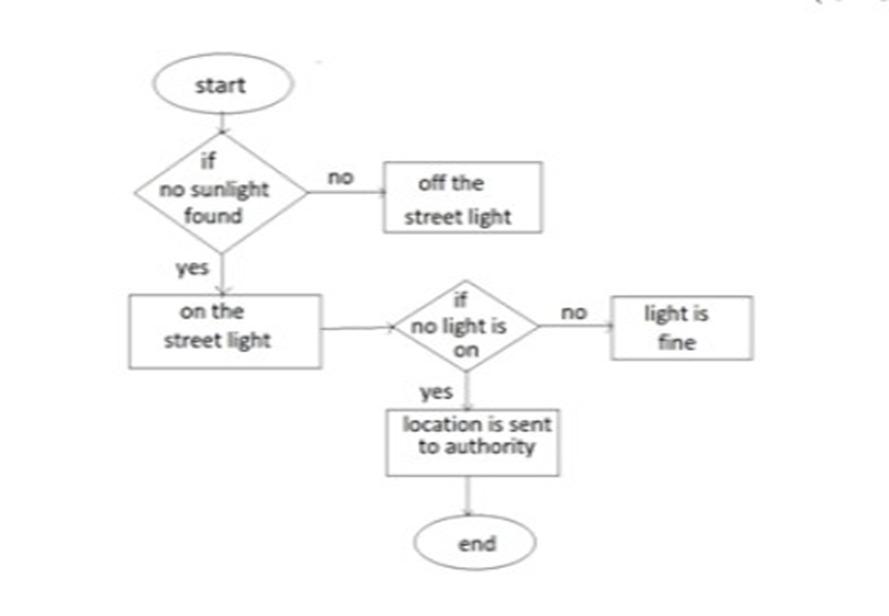 start
if
no sunlight
found
no
off the
street light
yes
on the
street light
if
no light is
on
no
light is
fine
yes
location is sent
to authority
end